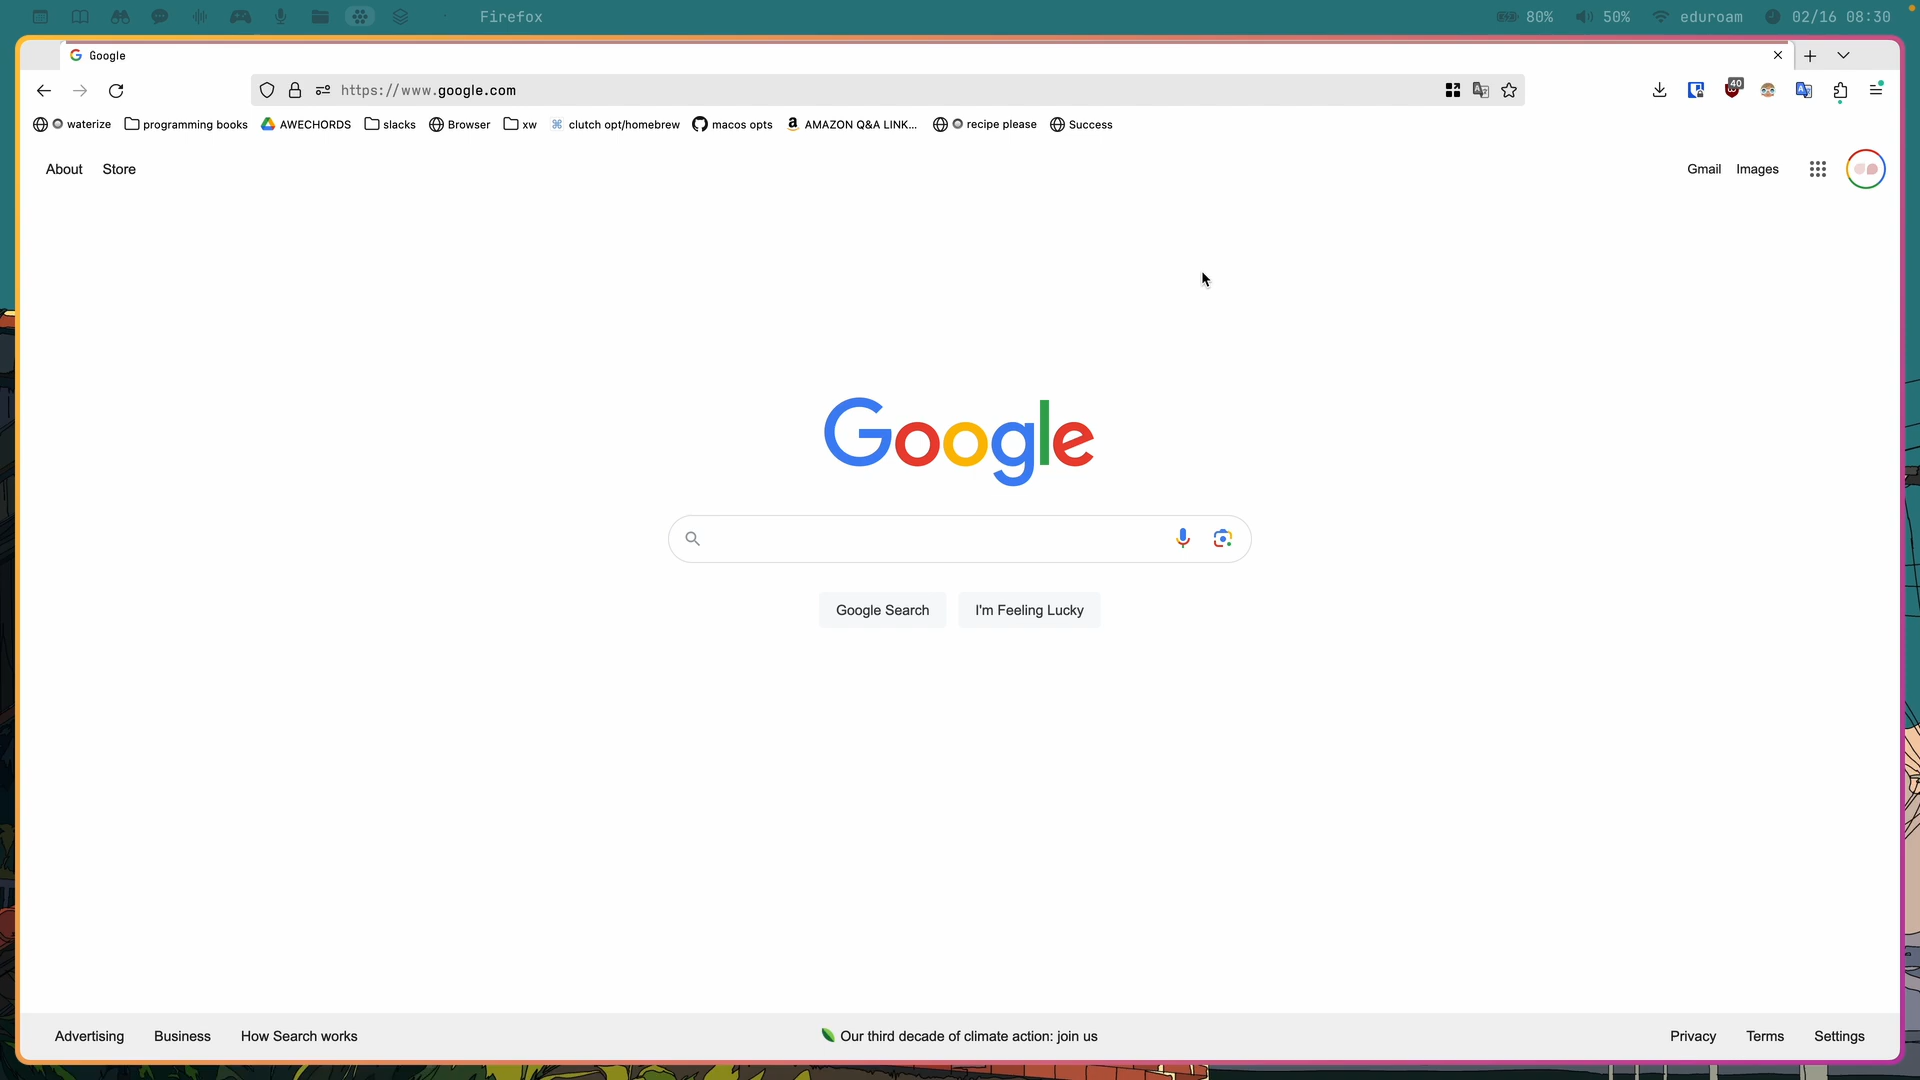 Firefox 80% 50% eduroam 02/16 08:30
Google
https://www.google.com 40
waterize programming books AWECHORDS slacks Browser xw clutch opt/homebrew macos opts AMAZON Q&A LINK... recipe please Success
About Store Gmail Images
Google
Google Search I'm Feeling Lucky
Advertising Business How Search works Our third decade of climate action: join us Privacy Terms Settings